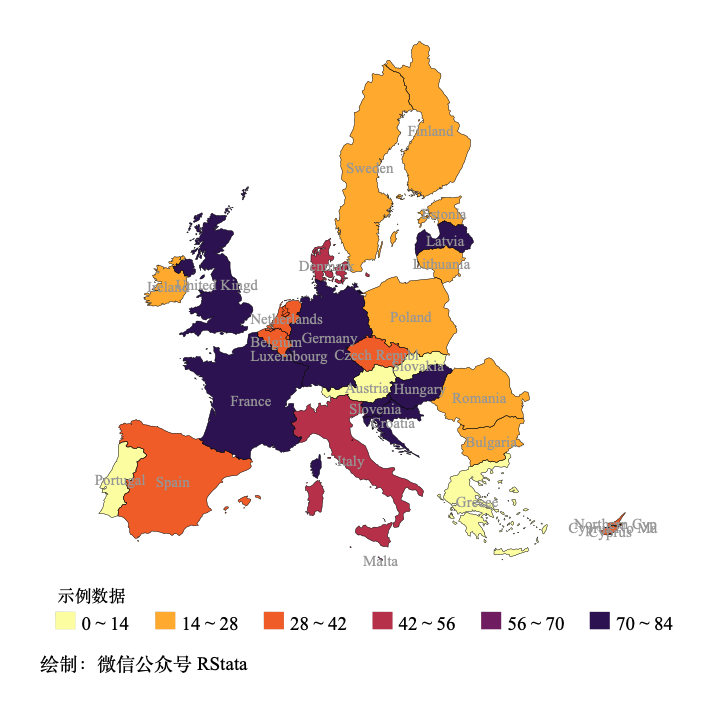 Finland
Sweden
Estonia
Latvia
Denmark
Lithuania
Ireland
United Kingd
Netherlands
Poland
Germany
Belgium
Luxembourg
Czech Republ
Slovakia
Austria
Hungary
France
Romania
Slovenia
Croatia
Bulgaria
Italy
Portugal
Spain
Greece
Northern Cyp
Cyprus
Malta
示例数据
0 ~ 14
14 ~ 28
28 ~ 42
42 ~ 56
56 ~ 70
70 ~ 84
绘制：微信公众号 RStata